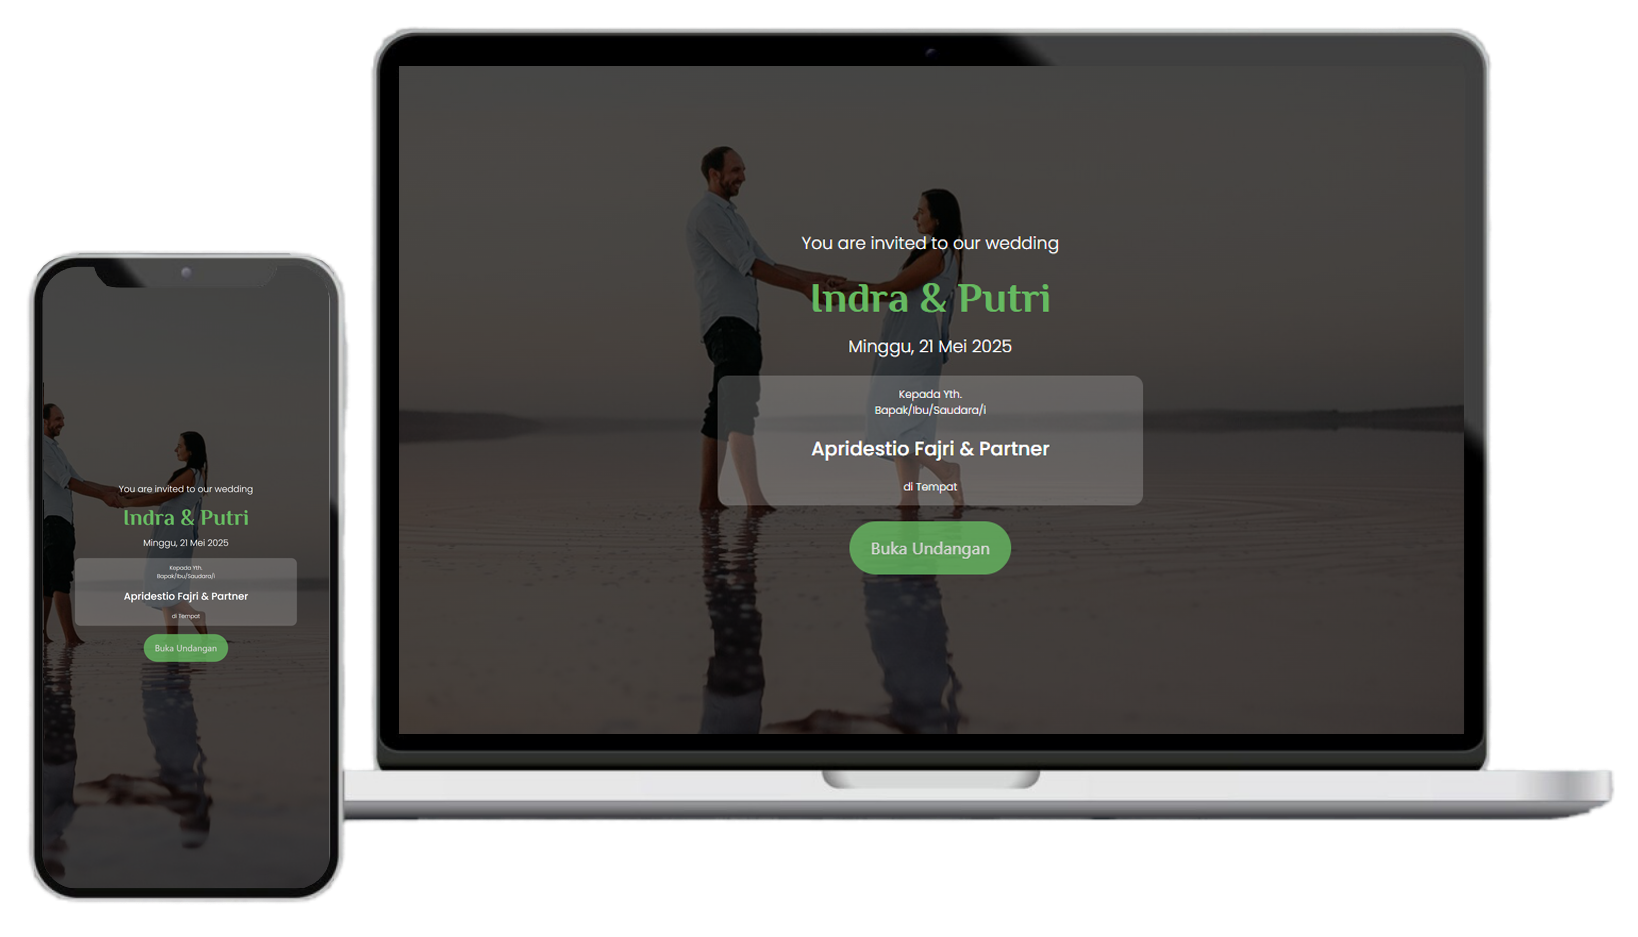 You are invited to our wedding
Indra & Putri
Minggu, 21 Mei 2025
Kepada Yth.
Bapak/Ibu/Saudara/i
Apridestio Fajri & Partner
di Tempat
Buka Undangan
You are invited to our wedding
Indra & Putri
Minggu, 21 Mei 2025
Kepada Yth.
Bapak/Ibu/Saudara/i
Apridestio Fajri & Partner
di Tempat
Buka Undangan